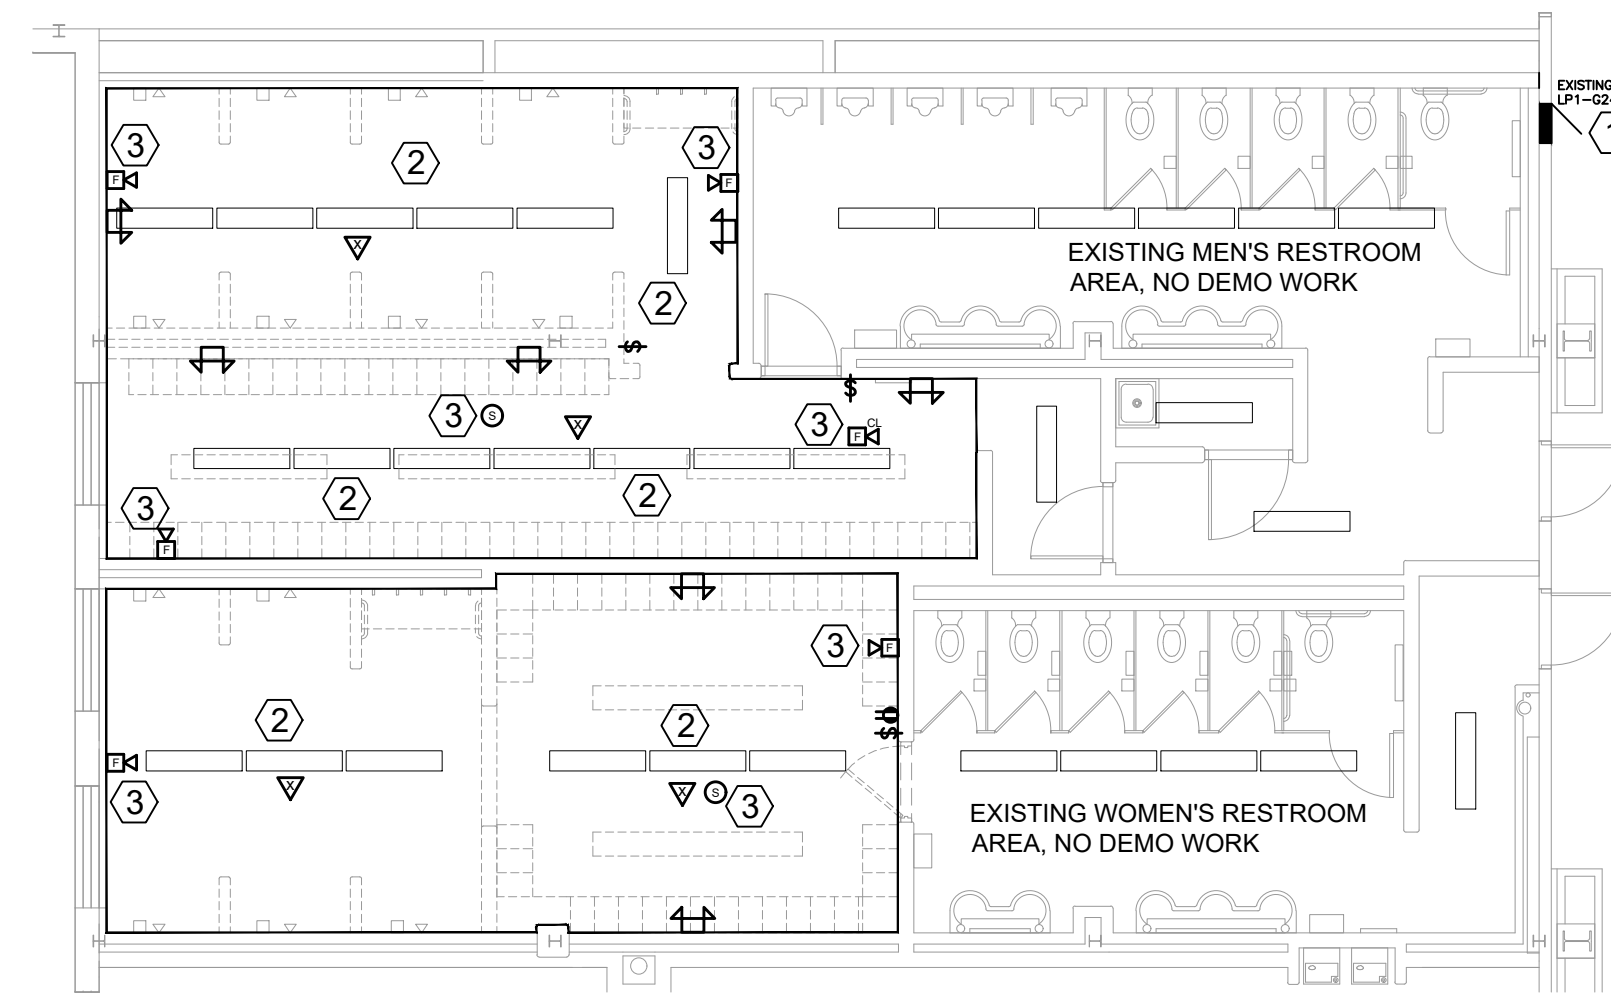 EXISTING
LP1-G2
1
3
2
3
F
F
X
EXISTING MEN'S RESTROOM
AREA, NO DEMO WORK
2
$
$
3
S
X
3
CL
F
2
2
3
F
3
F
2
2
$
F
X
X
S
3
3
EXISTING WOMEN'S RESTROOM
AREA, NO DEMO WORK